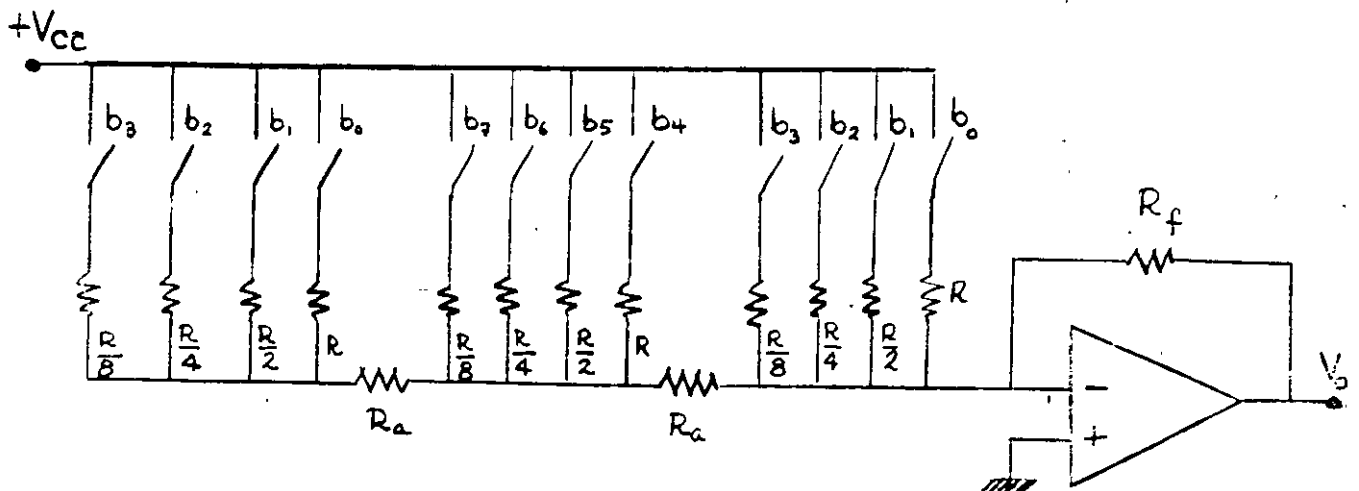 +Vcc
b₃ b₂ b₁ b₀ b₇ b₆ b₅ b₄ b₃ b₂ b₁ b₀
R/8 R/4 R/2 R R/8 R/4 R/2 R R/8 R/4 R/2 R
Ra Ra
Rf
− +
V₀